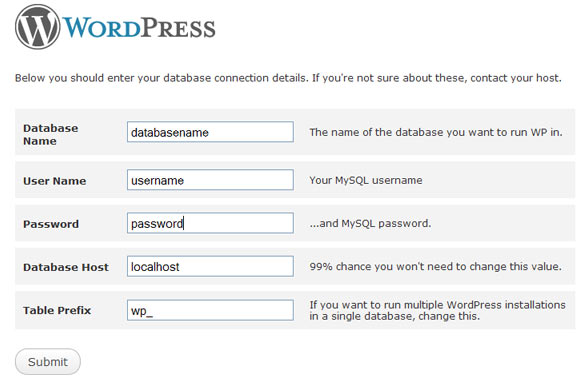 WORDPRESS
Below you should enter your database connection details. If you're not sure about these, contact your host.
Database
Name
databasename
The name of the database you want to run WP in.
User Name
username
Your MySQL username
Password
password
...and MySQL password.
Database Host
localhost
99% chance you won't need to change this value.
Table Prefix
wp_
If you want to run multiple WordPress installations
in a single database, change this.
Submit